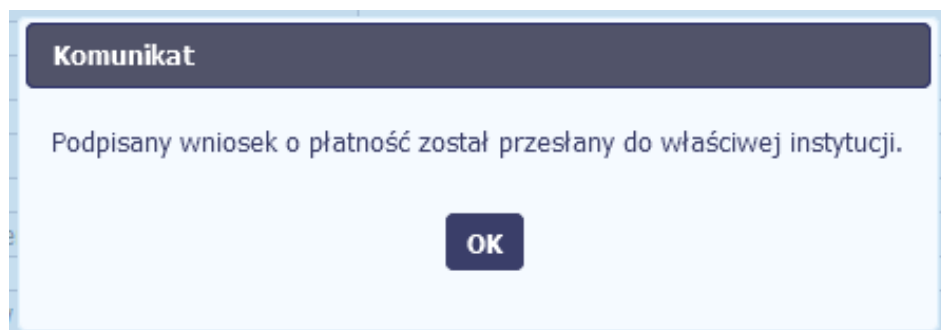 Komunikat
Podpisany wniosek o płatność został przesłany do właściwej instytucji.
OK